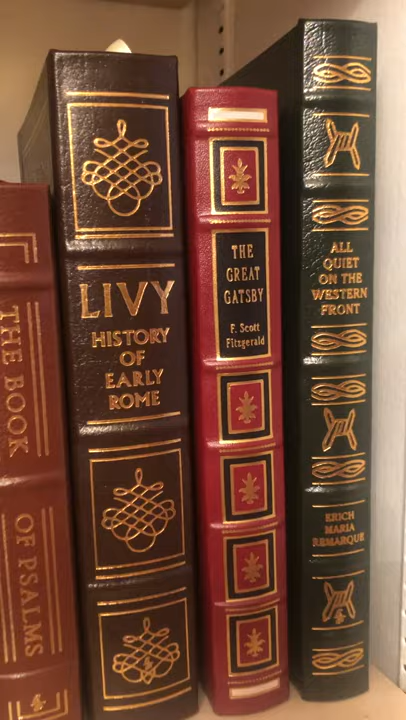 THE BOOK
OF PSALMS
LIVY
HISTORY
OF
EARLY
ROME
THE
GREAT
GATSBY
F. Scott
Fitzgerald
ALL
QUIET
ON THE
WESTERN
FRONT
ERICH
MARIA
REMARQUE